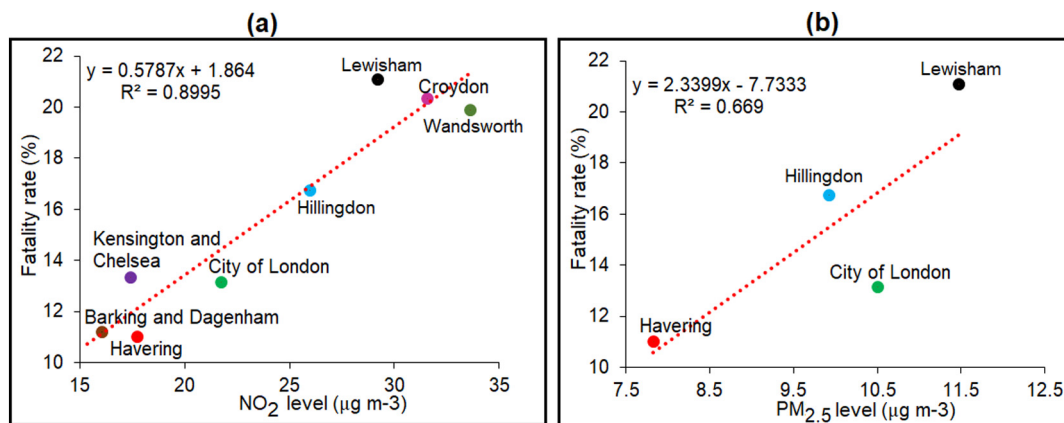 (a)
y = 0.5787x + 1.864
R² = 0.8995
Lewisham
Croydon
Wandsworth
Hillingdon
Kensington and
Chelsea
City of London
Barking and Dagenham
Havering
Fatality rate (%)
22
20
18
16
14
12
10
15
20
25
30
35
NO2 level (µg m-3)
(b)
y = 2.3399x - 7.7333
R² = 0.669
Lewisham
Hillingdon
City of London
Havering
Fatality rate (%)
22
20
18
16
14
12
10
7.5
8.5
9.5
10.5
11.5
12.5
PM2.5 level (µg m-3)